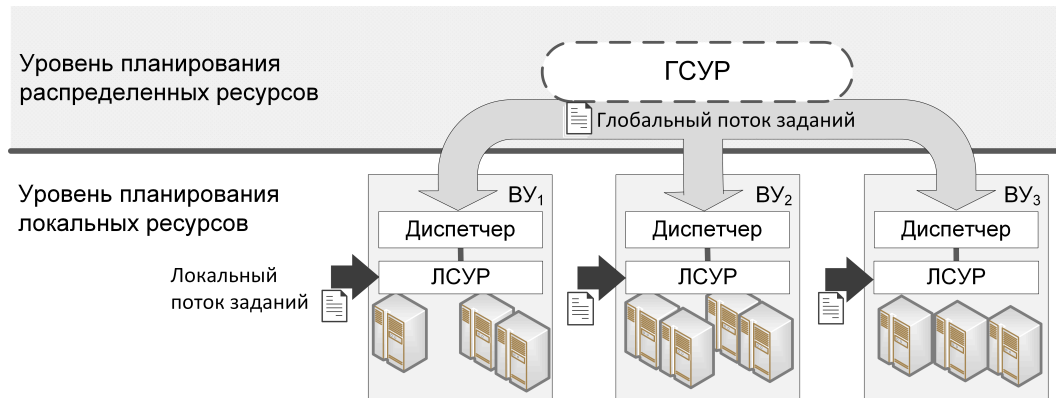 Уровень планирования
распределенных ресурсов
ГСУР
Глобальный поток заданий
Уровень планирования
локальных ресурсов
ВУ₁
Диспетчер
ЛСУР
ВУ₂
Диспетчер
ЛСУР
ВУ₃
Диспетчер
ЛСУР
Локальный
поток заданий